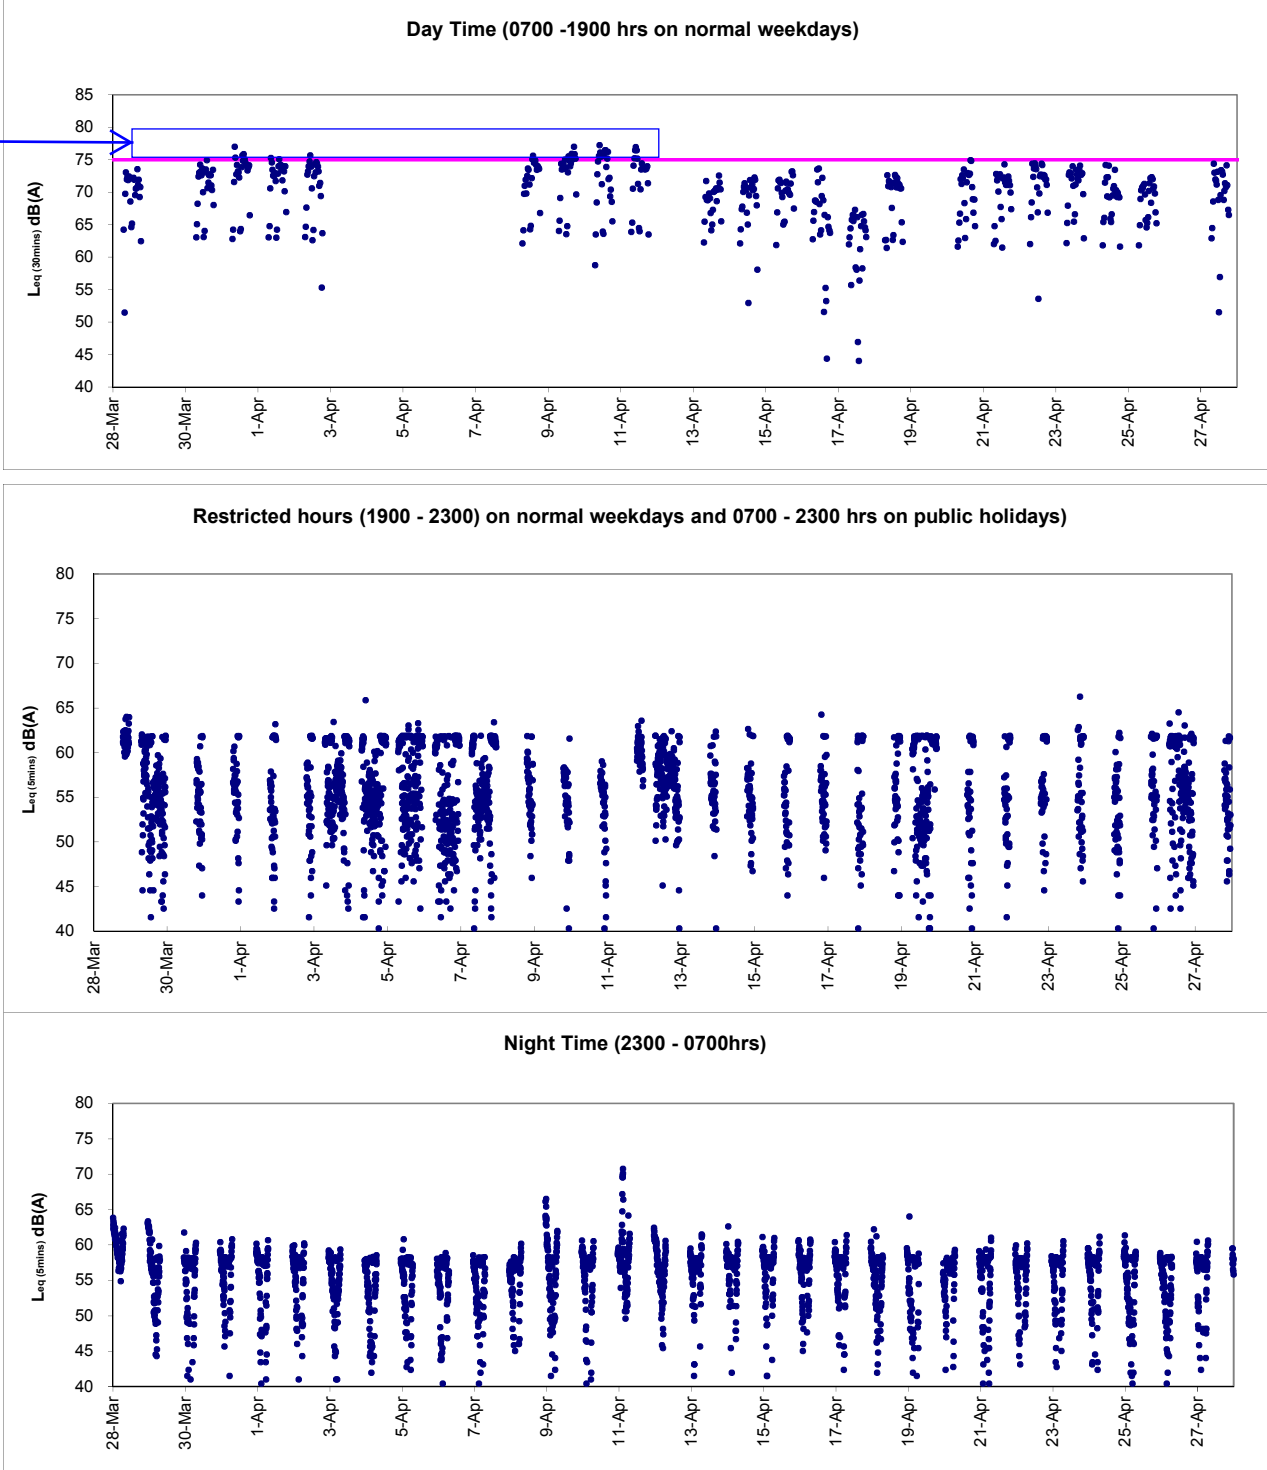 Day Time (0700 -1900 hrs on normal weekdays)
85
80
75
70
65
60
55
50
45
40
Leq (30mins) dB(A)
28-Mar
30-Mar
1-Apr
3-Apr
5-Apr
7-Apr
9-Apr
11-Apr
13-Apr
15-Apr
17-Apr
19-Apr
21-Apr
23-Apr
25-Apr
27-Apr
Restricted hours (1900 - 2300) on normal weekdays and 0700 - 2300 hrs on public holidays)
80
75
70
65
60
55
50
45
40
Leq (5mins) dB(A)
28-Mar
30-Mar
1-Apr
3-Apr
5-Apr
7-Apr
9-Apr
11-Apr
13-Apr
15-Apr
17-Apr
19-Apr
21-Apr
23-Apr
25-Apr
27-Apr
Night Time (2300 - 0700hrs)
80
75
70
65
60
55
50
45
40
Leq (5mins) dB(A)
28-Mar
30-Mar
1-Apr
3-Apr
5-Apr
7-Apr
9-Apr
11-Apr
13-Apr
15-Apr
17-Apr
19-Apr
21-Apr
23-Apr
25-Apr
27-Apr